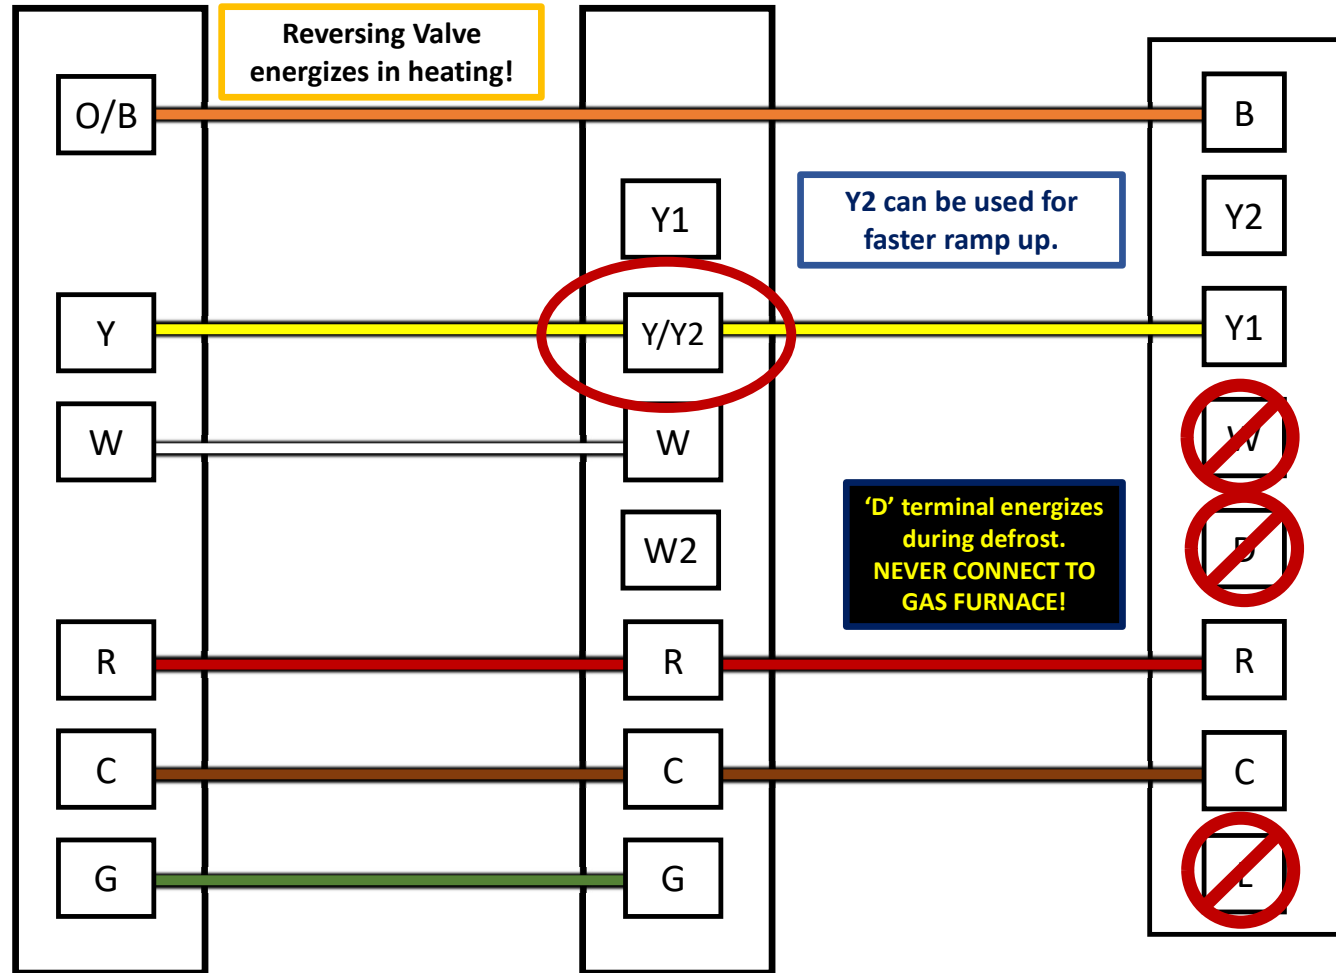 Reversing Valve
energizes in heating!
O/B
B
Y1
Y2 can be used for
faster ramp up.
Y2
Y
Y/Y2
Y1
W
W
W
‘D’ terminal energizes
during defrost.
NEVER CONNECT TO
GAS FURNACE!
W2
D
R
R
R
C
C
C
G
G
L